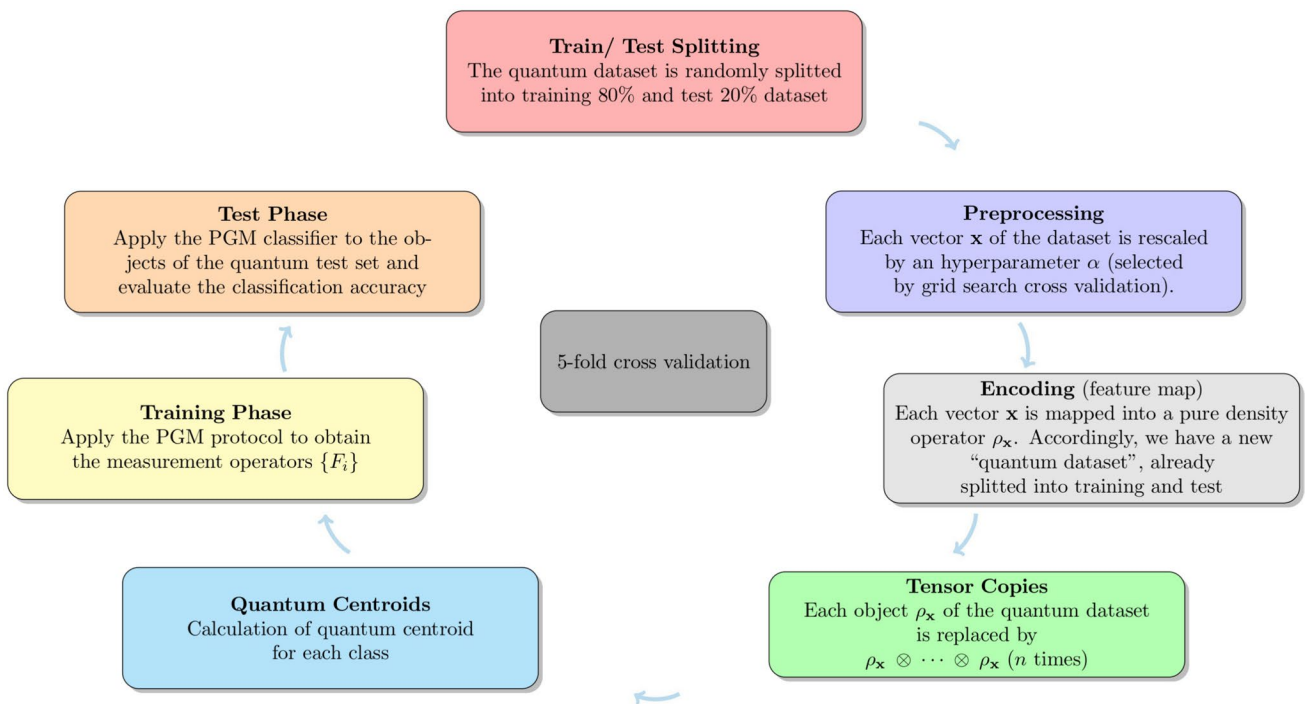 Train/ Test Splitting
The quantum dataset is randomly splitted
into training 80% and test 20% dataset
Test Phase
Apply the PGM classifier to the ob-
jects of the quantum test set and
evaluate the classification accuracy
Preprocessing
Each vector x of the dataset is rescaled
by an hyperparameter α (selected
by grid search cross validation).
5-fold cross validation
Training Phase
Apply the PGM protocol to obtain
the measurement operators {Fᵢ}
Encoding (feature map)
Each vector x is mapped into a pure density
operator ρₓ. Accordingly, we have a new
“quantum dataset”, already
splitted into training and test
Quantum Centroids
Calculation of quantum centroid
for each class
Tensor Copies
Each object ρₓ of the quantum dataset
is replaced by
ρₓ ⊗ ··· ⊗ ρₓ (n times)